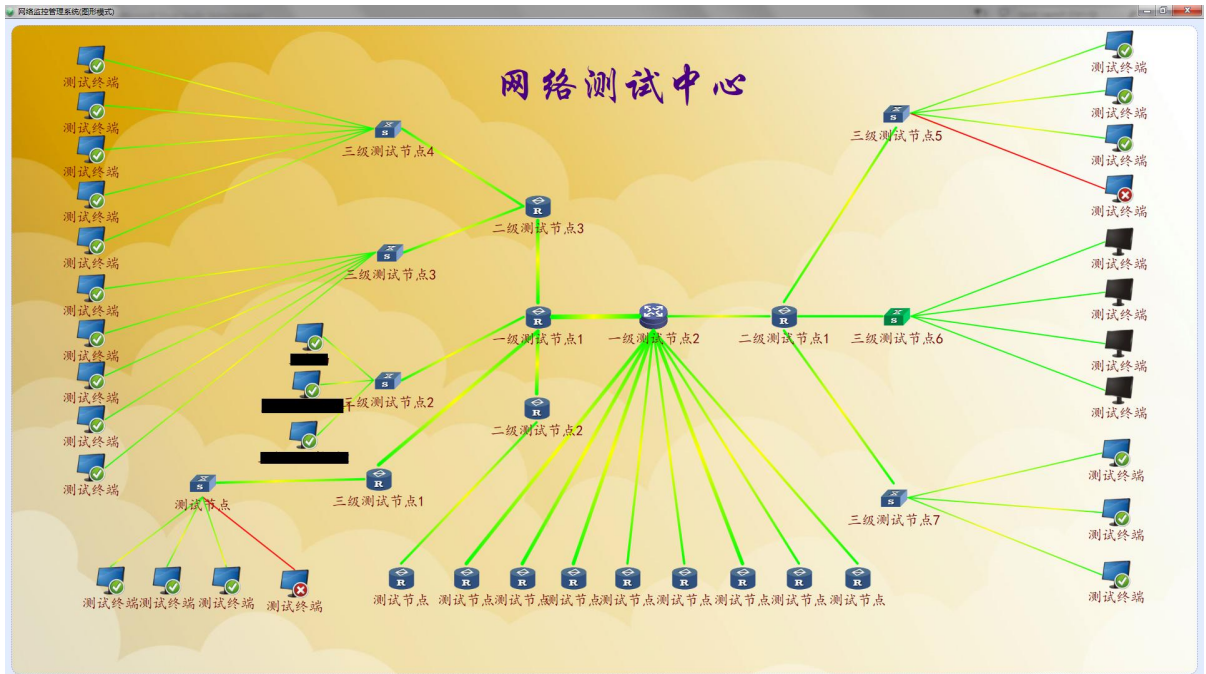 网络监控管理系统(图形模式)
网络测试中心
测试终端
测试终端
测试终端
测试终端
测试终端
测试终端
测试终端
测试终端
测试终端
测试终端
三级测试节点4
三级测试节点3
三级测试节点2
三级测试节点1
测试节点
测试终端
测试终端
测试终端
测试终端
二级测试节点3
一级测试节点1
二级测试节点2
一级测试节点2
二级测试节点1
测试节点
测试节点
测试节点
测试节点
测试节点
测试节点
测试节点
测试节点
测试节点
三级测试节点5
三级测试节点6
三级测试节点7
测试终端
测试终端
测试终端
测试终端
测试终端
测试终端
测试终端
测试终端
测试终端
测试终端
测试终端